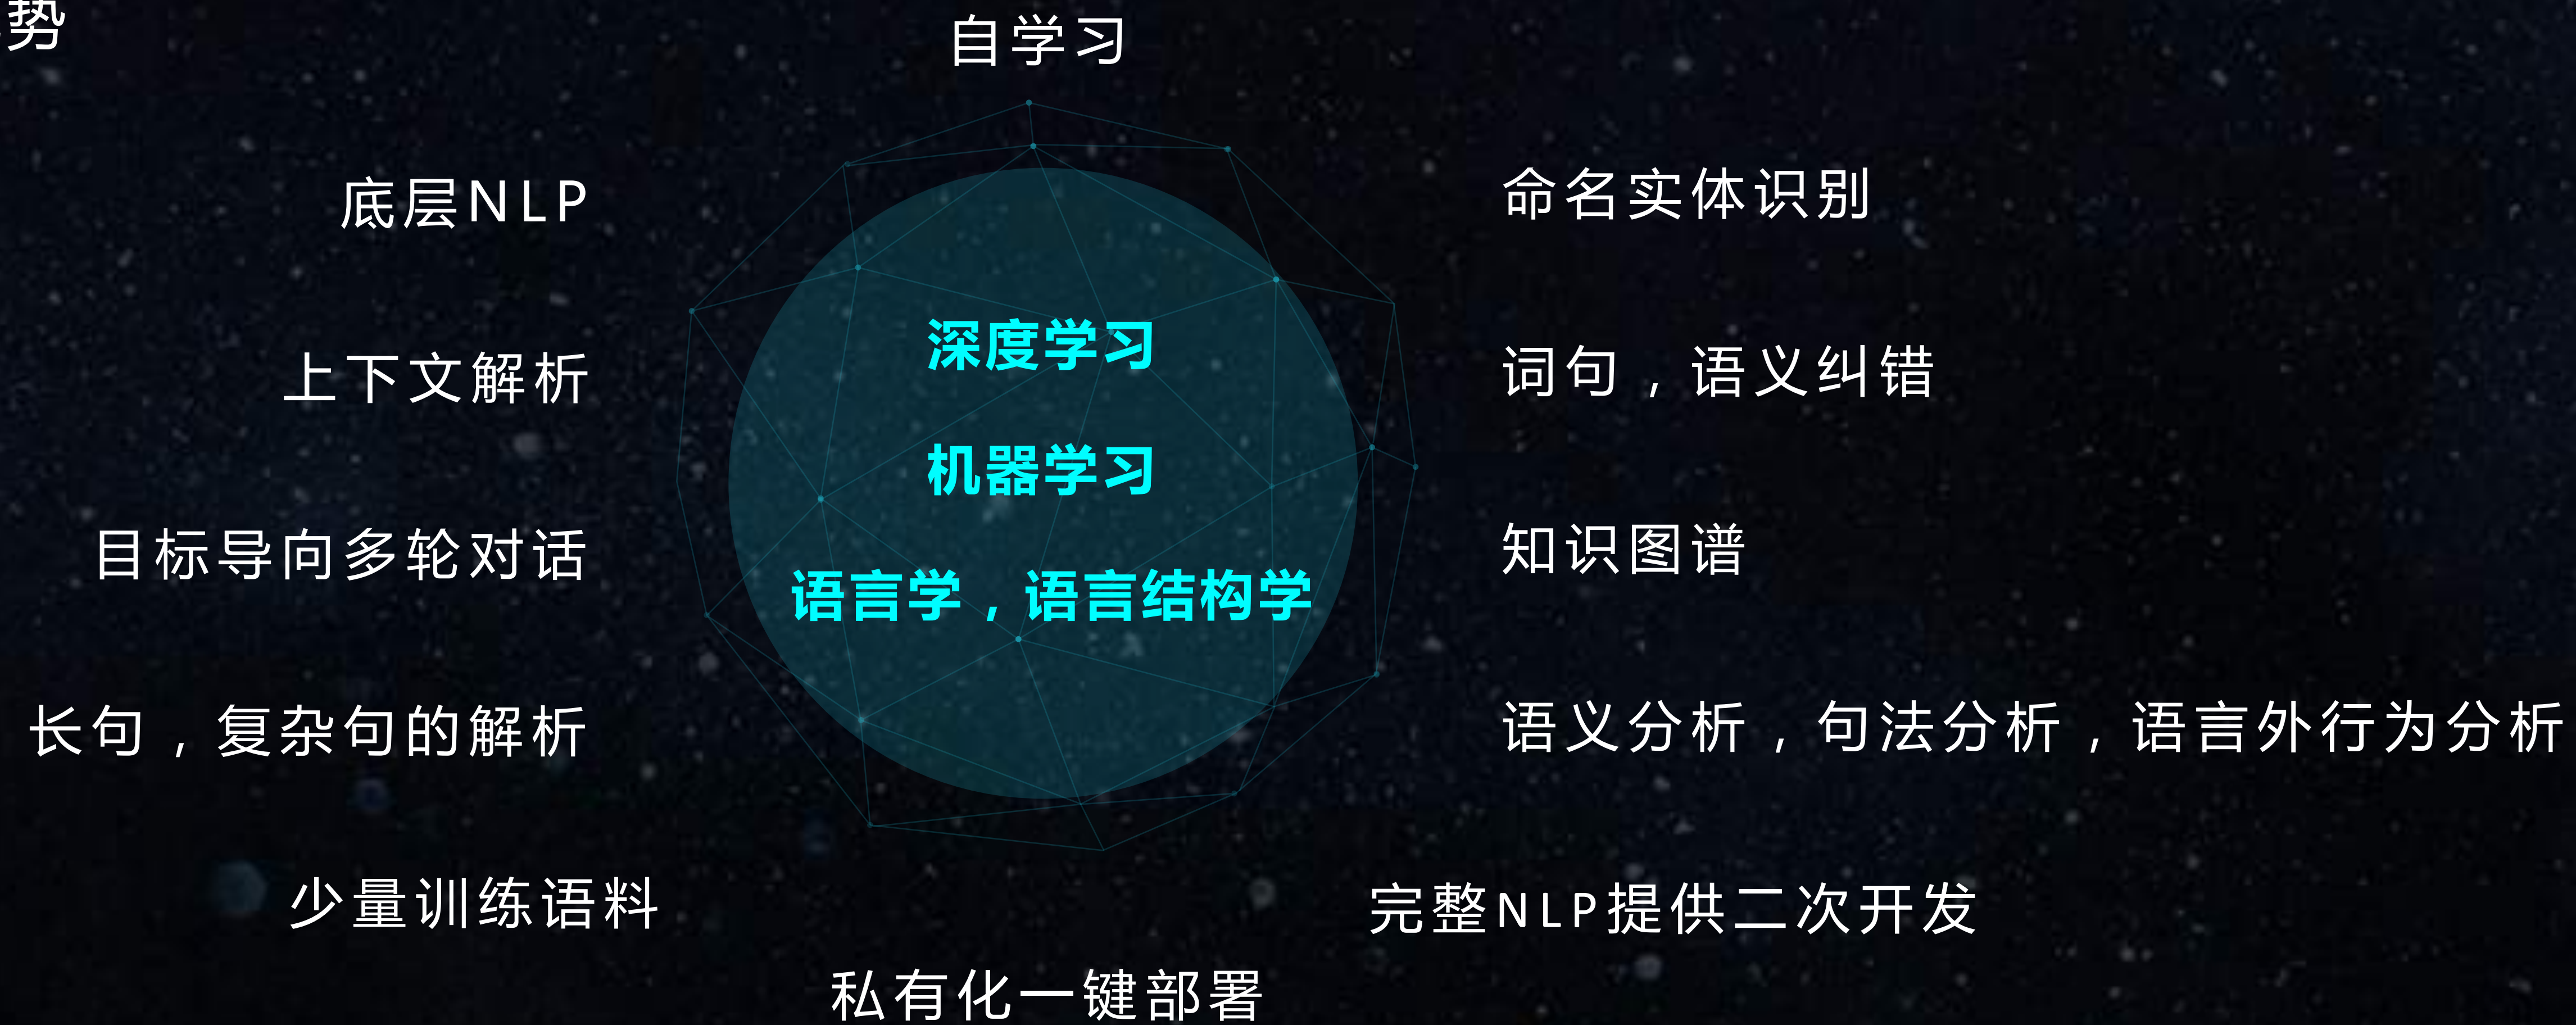 势
自学习
底层NLP
上下文解析
目标导向多轮对话
长句，复杂句的解析
少量训练语料
深度学习
机器学习
语言学，语言结构学
命名实体识别
词句，语义纠错
知识图谱
语义分析，句法分析，语言外行为分析
完整NLP提供二次开发
私有化一键部署